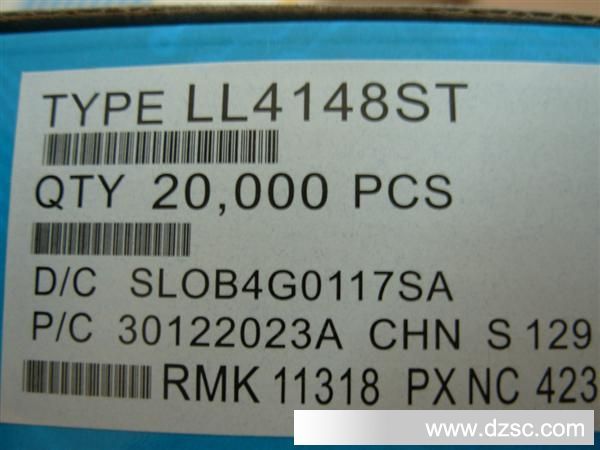 TYPE LL4148ST
QTY 20,000 PCS
D/C SLOB4G0117SA
P/C 30122023A CHN S 129
RMK 11318 PX NC 423
www.dzsc.com